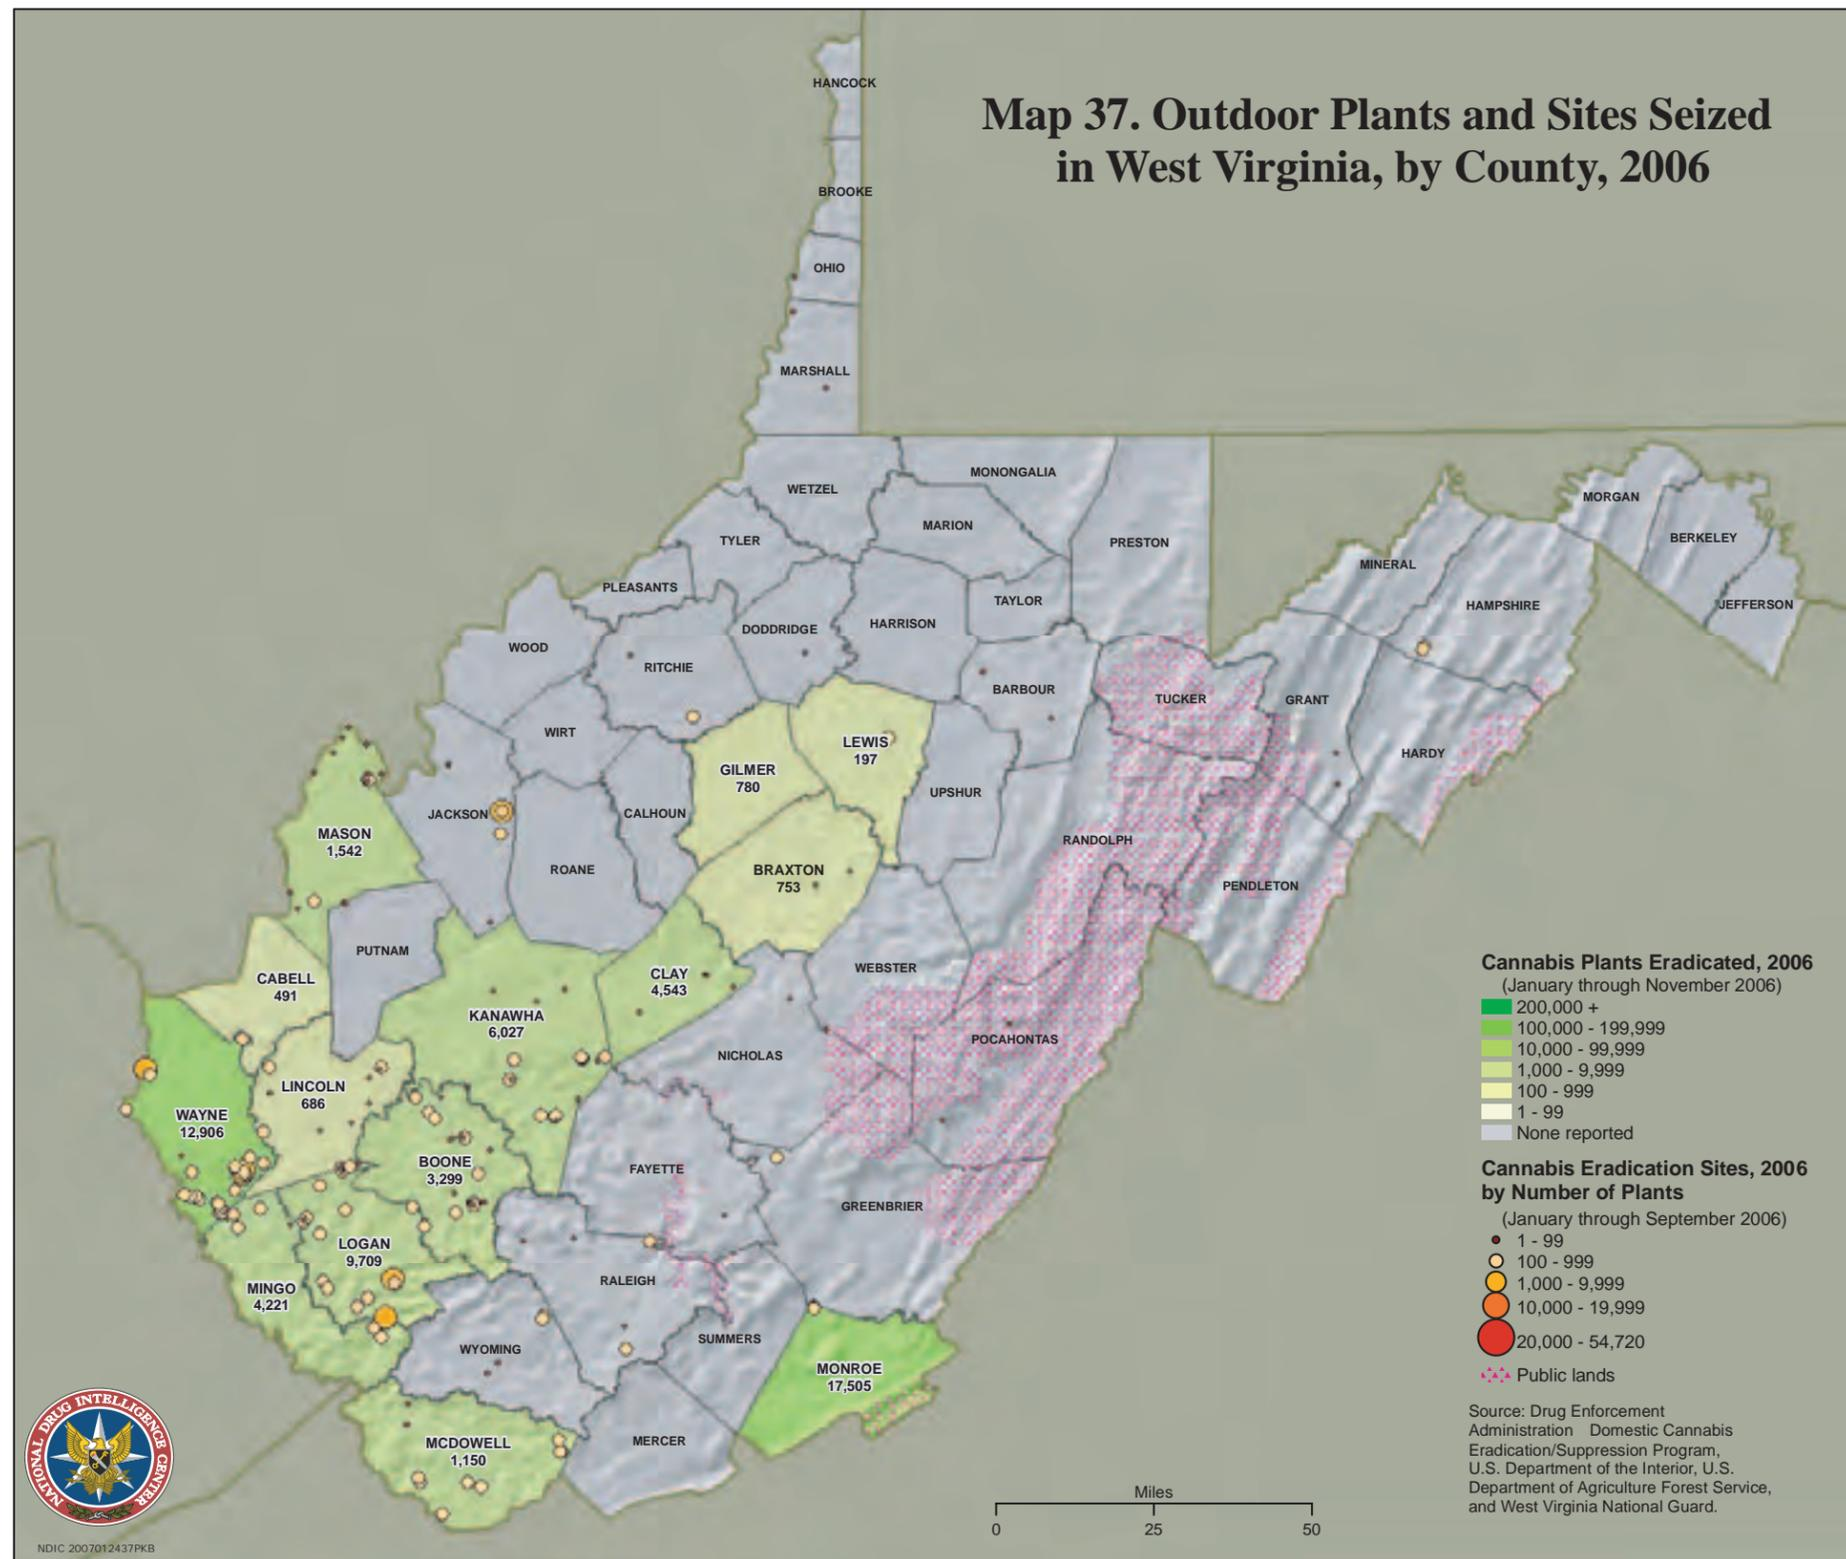 Map 37. Outdoor Plants and Sites Seized
in West Virginia, by County, 2006
HANCOCK
BROOKE
OHIO
MARSHALL
WETZEL
MONONGALIA
MARION
PRESTON
TYLER
PLEASANTS
TAYLOR
DODDRIDGE
HARRISON
WOOD
RITCHIE
BARBOUR
WIRT
TUCKER
GRANT
MINERAL
HAMPSHIRE
MORGAN
BERKELEY
JEFFERSON
HARDY
LEWIS
197
GILMER
780
UPSHUR
JACKSON
CALHOUN
MASON
1,542
ROANE
BRAXTON
753
RANDOLPH
PENDLETON
PUTNAM
CABELL
491
CLAY
4,543
WEBSTER
KANAWHA
6,027
NICHOLAS
POCAHONTAS
LINCOLN
686
WAYNE
12,906
BOONE
3,299
FAYETTE
GREENBRIER
LOGAN
9,709
MINGO
4,221
RALEIGH
SUMMERS
WYOMING
MONROE
17,505
MCDOWELL
1,150
MERCER
Cannabis Plants Eradicated, 2006
(January through November 2006)
200,000 +
100,000 - 199,999
10,000 - 99,999
1,000 - 9,999
100 - 999
1 - 99
None reported
Cannabis Eradication Sites, 2006
by Number of Plants
(January through September 2006)
1 - 99
100 - 999
1,000 - 9,999
10,000 - 19,999
20,000 - 54,720
Public lands
Source: Drug Enforcement
Administration Domestic Cannabis
Eradication/Suppression Program,
U.S. Department of the Interior, U.S.
Department of Agriculture Forest Service,
and West Virginia National Guard.
Miles
0 25 50
NATIONAL DRUG INTELLIGENCE CENTER
NDIC 2007012437PKB